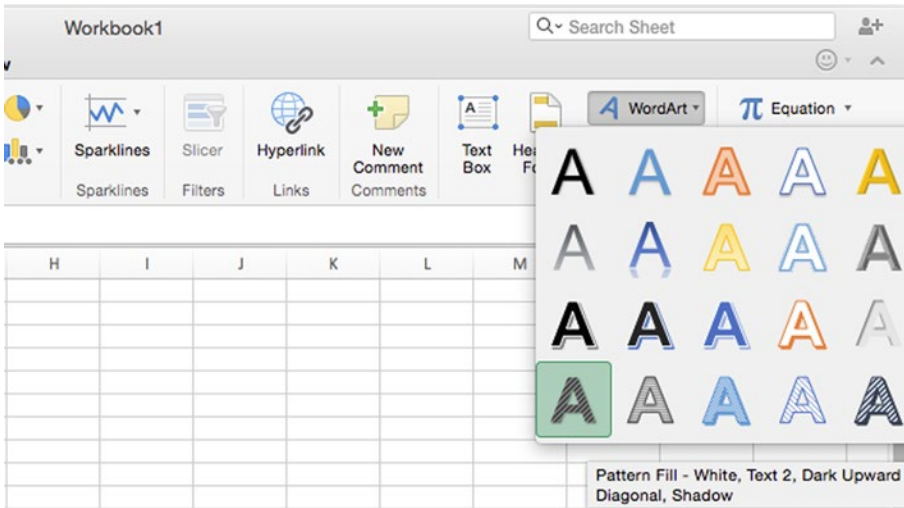 Workbook1
Search Sheet
v
WordArt
Equation
Sparklines
Slicer
Hyperlink
New
Comment
Text
Box
Sparklines
Filters
Links
Comments
A A A A A
A A A A A
A A A A A
A A A A A
H I J K L M
Pattern Fill - White, Text 2, Dark Upward
Diagonal, Shadow